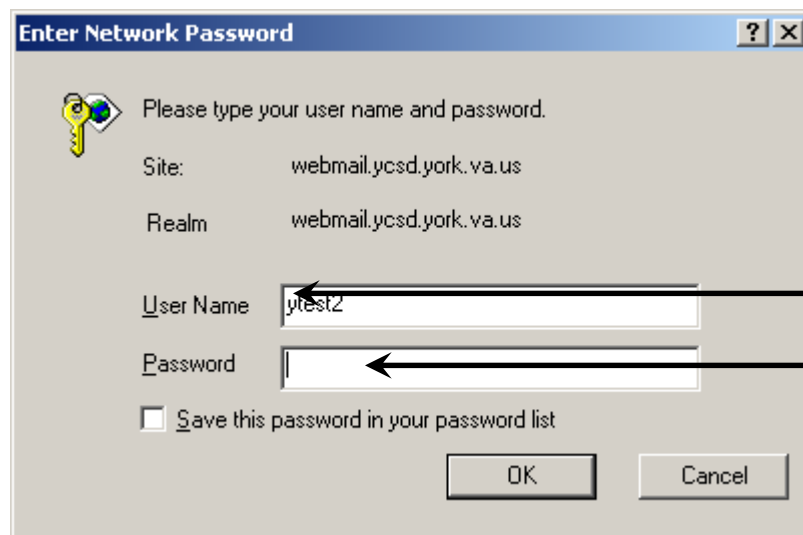 Enter Network Password
Please type your user name and password.
Site: webmail.ycsd.york.va.us
Realm webmail.ycsd.york.va.us
User Name ytest2
Password
Save this password in your password list
OK Cancel